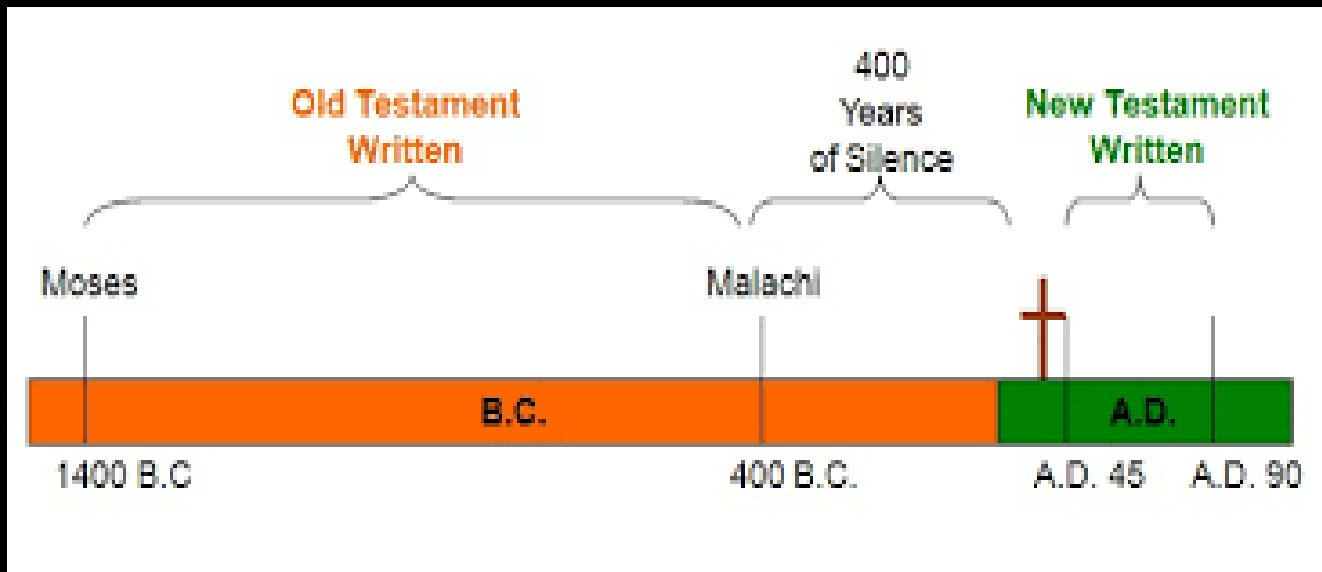 400
Years
of Silence
Old Testament
Written
New Testament
Written
Moses
Malachi
B.C.
A.D.
1400 B.C
400 B.C.
A.D. 45
A.D. 90